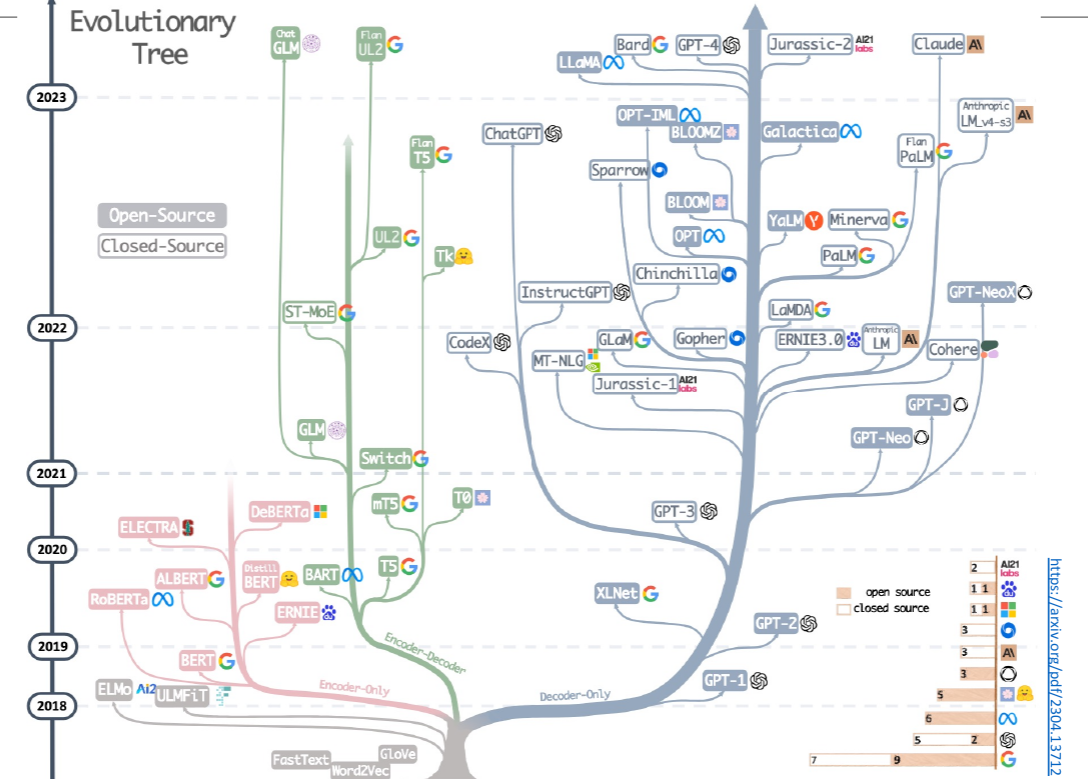 Evolutionary
Tree
Chat
GLM
Flan
UL2
Bard
GPT-4
Jurassic-2
AI21
labs
Claude
A\
LLaMA
2023
OPT-IML
BLOOMZ
Galactica
Anthropic
LM_v4-s3
A\
ChatGPT
Flan
T5
Flan
PaLM
Sparrow
Open-Source
Closed-Source
BLOOM
YaLM
Y
Minerva
UL2
OPT
Tk
PaLM
Chinchilla
InstructGPT
GPT-NeoX
ST-MoE
LaMDA
2022
CodeX
GLaM
Gopher
ERNIE3.0
Anthropic
LM
A\
Cohere
MT-NLG
Jurassic-1
AI21
labs
GPT-J
GLM
GPT-Neo
Switch
2021
mT5
T0
DeBERTa
GPT-3
ELECTRA
2020
ALBERT
Distill
BERT
BART
T5
RoBERTa
XLNet
ERNIE
GPT-2
2019
Encoder-Decoder
BERT
Encoder-Only
Decoder-Only
GPT-1
ELMo
Ai2
ULMFiT
2018
FastText
GloVe
Word2Vec
open source
closed source
2
AI21
labs
1 1
1 1
3
3
A\
3
5
6
5 2
7 9
https://arxiv.org/pdf/2304.13712